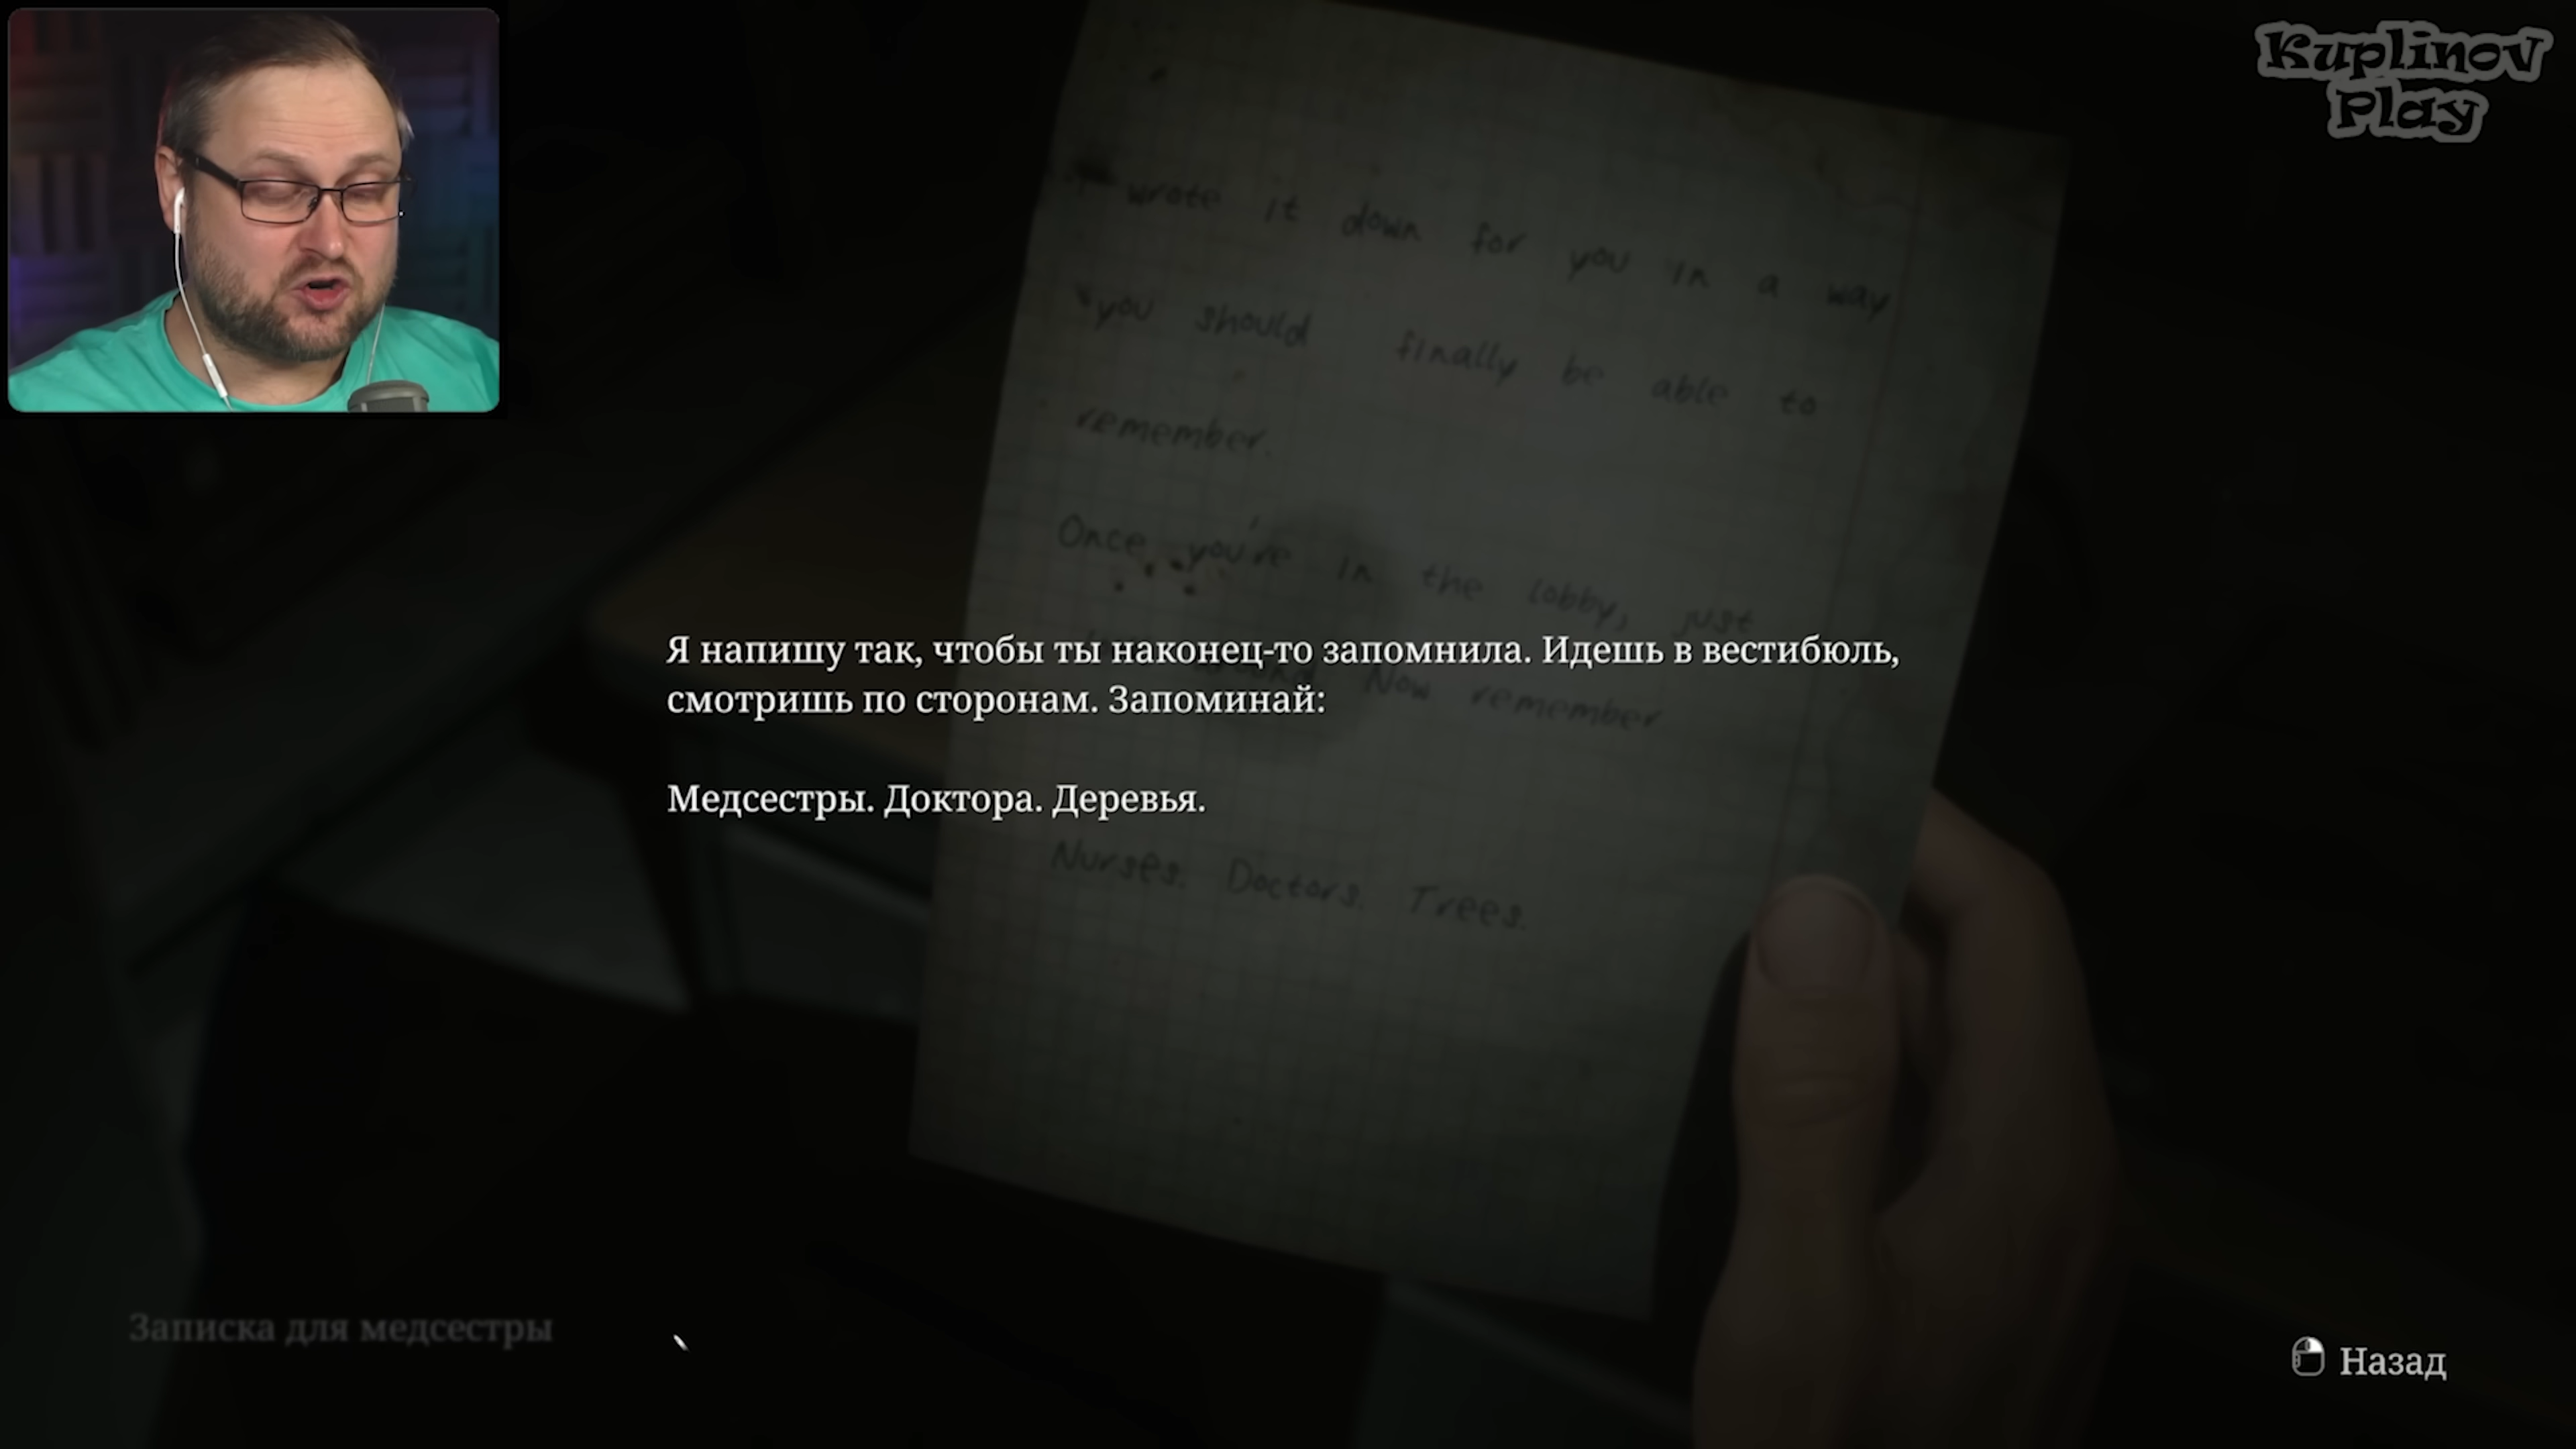 Kuplinov
Play
wrote it down for you in a way
you should finally be able to
remember.
Once you're in the lobby, just
Я напишу так, чтобы ты наконец-то запомнила. Идешь в вестибюль,
смотришь по сторонам. Запоминай:
Now remember
Медсестры. Доктора. Деревья.
Nurses. Doctors. Trees.
Записка для медсестры
Назад